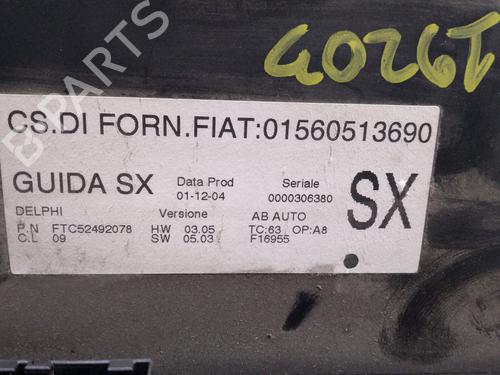 4026T
CS.DI FORN.FIAT:01560513690
GUIDA SX Data Prod 01-12-04 Seriale 0000306380 SX
DELPHI Versione AB AUTO
P.N FTC52492078 H.W 03.05 TC:63 OP:A8
C.L 09 SW 05.03 F16955
B-PARTS